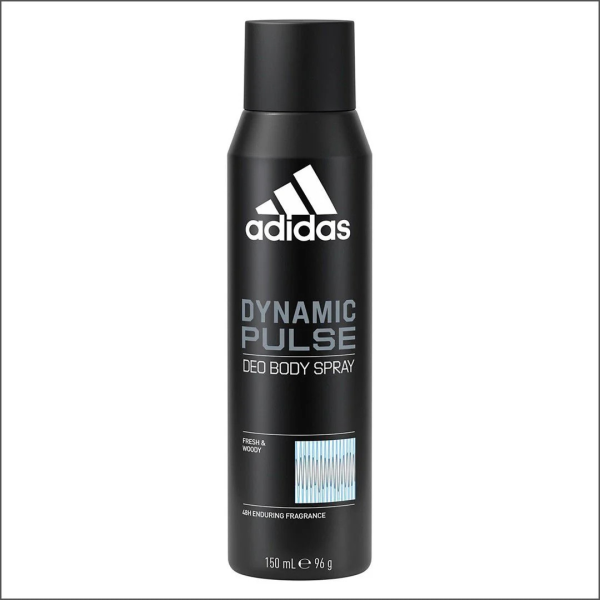 adidas
DYNAMIC
PULSE
DEO BODY SPRAY
FRESH &
WOODY
48H ENDURING FRAGRANCE
150 mL ℮ 96 g